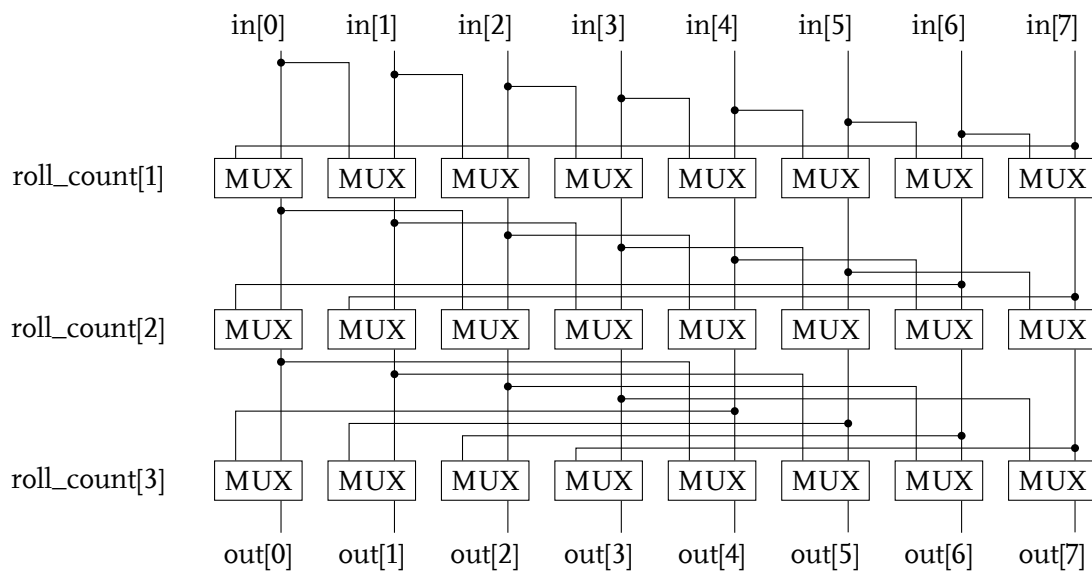 in[0] in[1] in[2] in[3] in[4] in[5] in[6] in[7]
roll_count[1] MUX MUX MUX MUX MUX MUX MUX MUX
roll_count[2] MUX MUX MUX MUX MUX MUX MUX MUX
roll_count[3] MUX MUX MUX MUX MUX MUX MUX MUX
out[0] out[1] out[2] out[3] out[4] out[5] out[6] out[7]